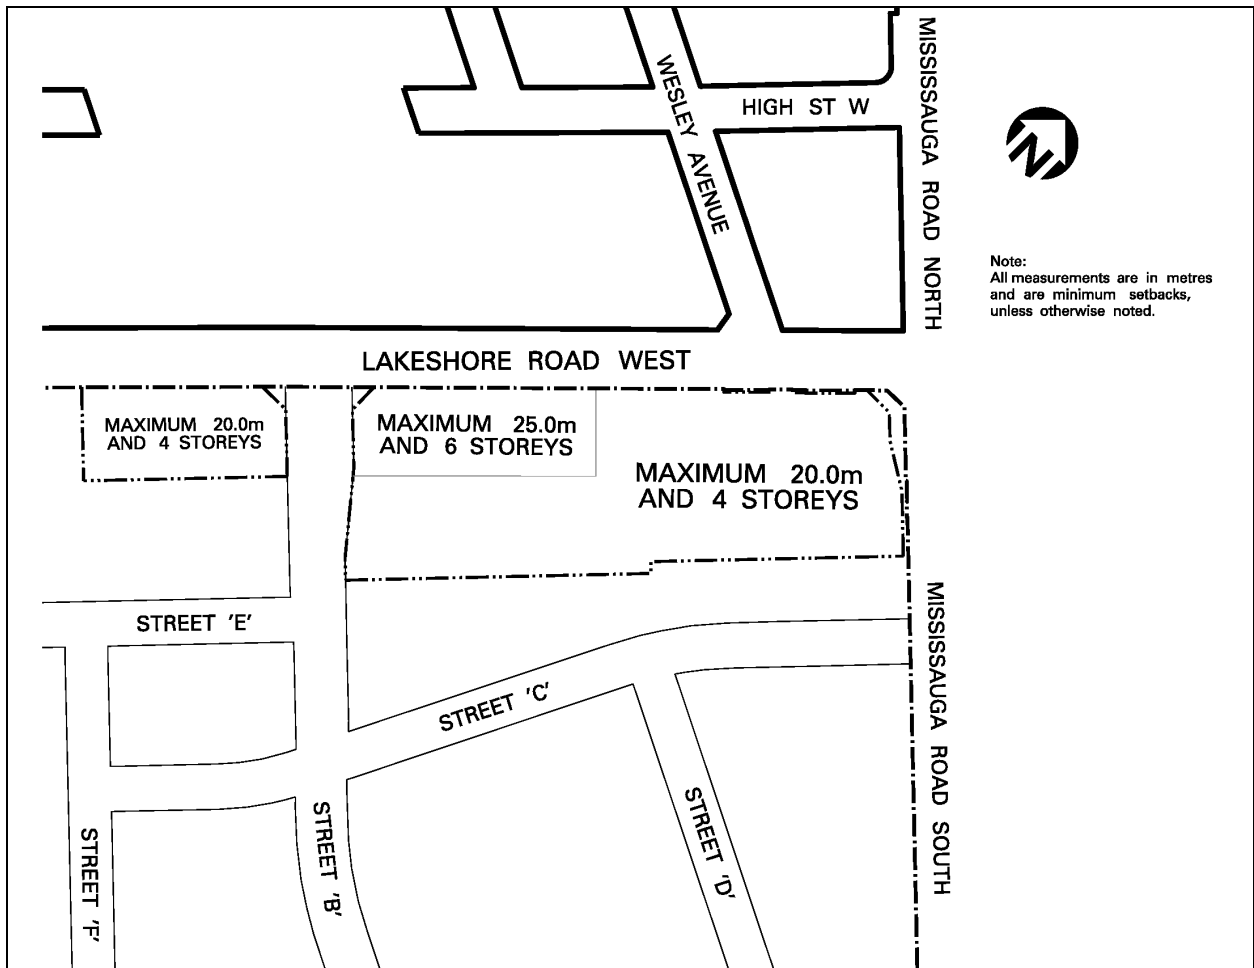 MISSISSAUGA ROAD NORTH
WESLEY AVENUE
HIGH ST W
N
Note:
All measurements are in metres
and are minimum setbacks,
unless otherwise noted.
LAKESHORE ROAD WEST
MAXIMUM 20.0m
AND 4 STOREYS
MAXIMUM 25.0m
AND 6 STOREYS
MAXIMUM 20.0m
AND 4 STOREYS
STREET 'E'
MISSISSAUGA ROAD SOUTH
STREET 'C'
STREET 'F'
STREET 'B'
STREET 'D'